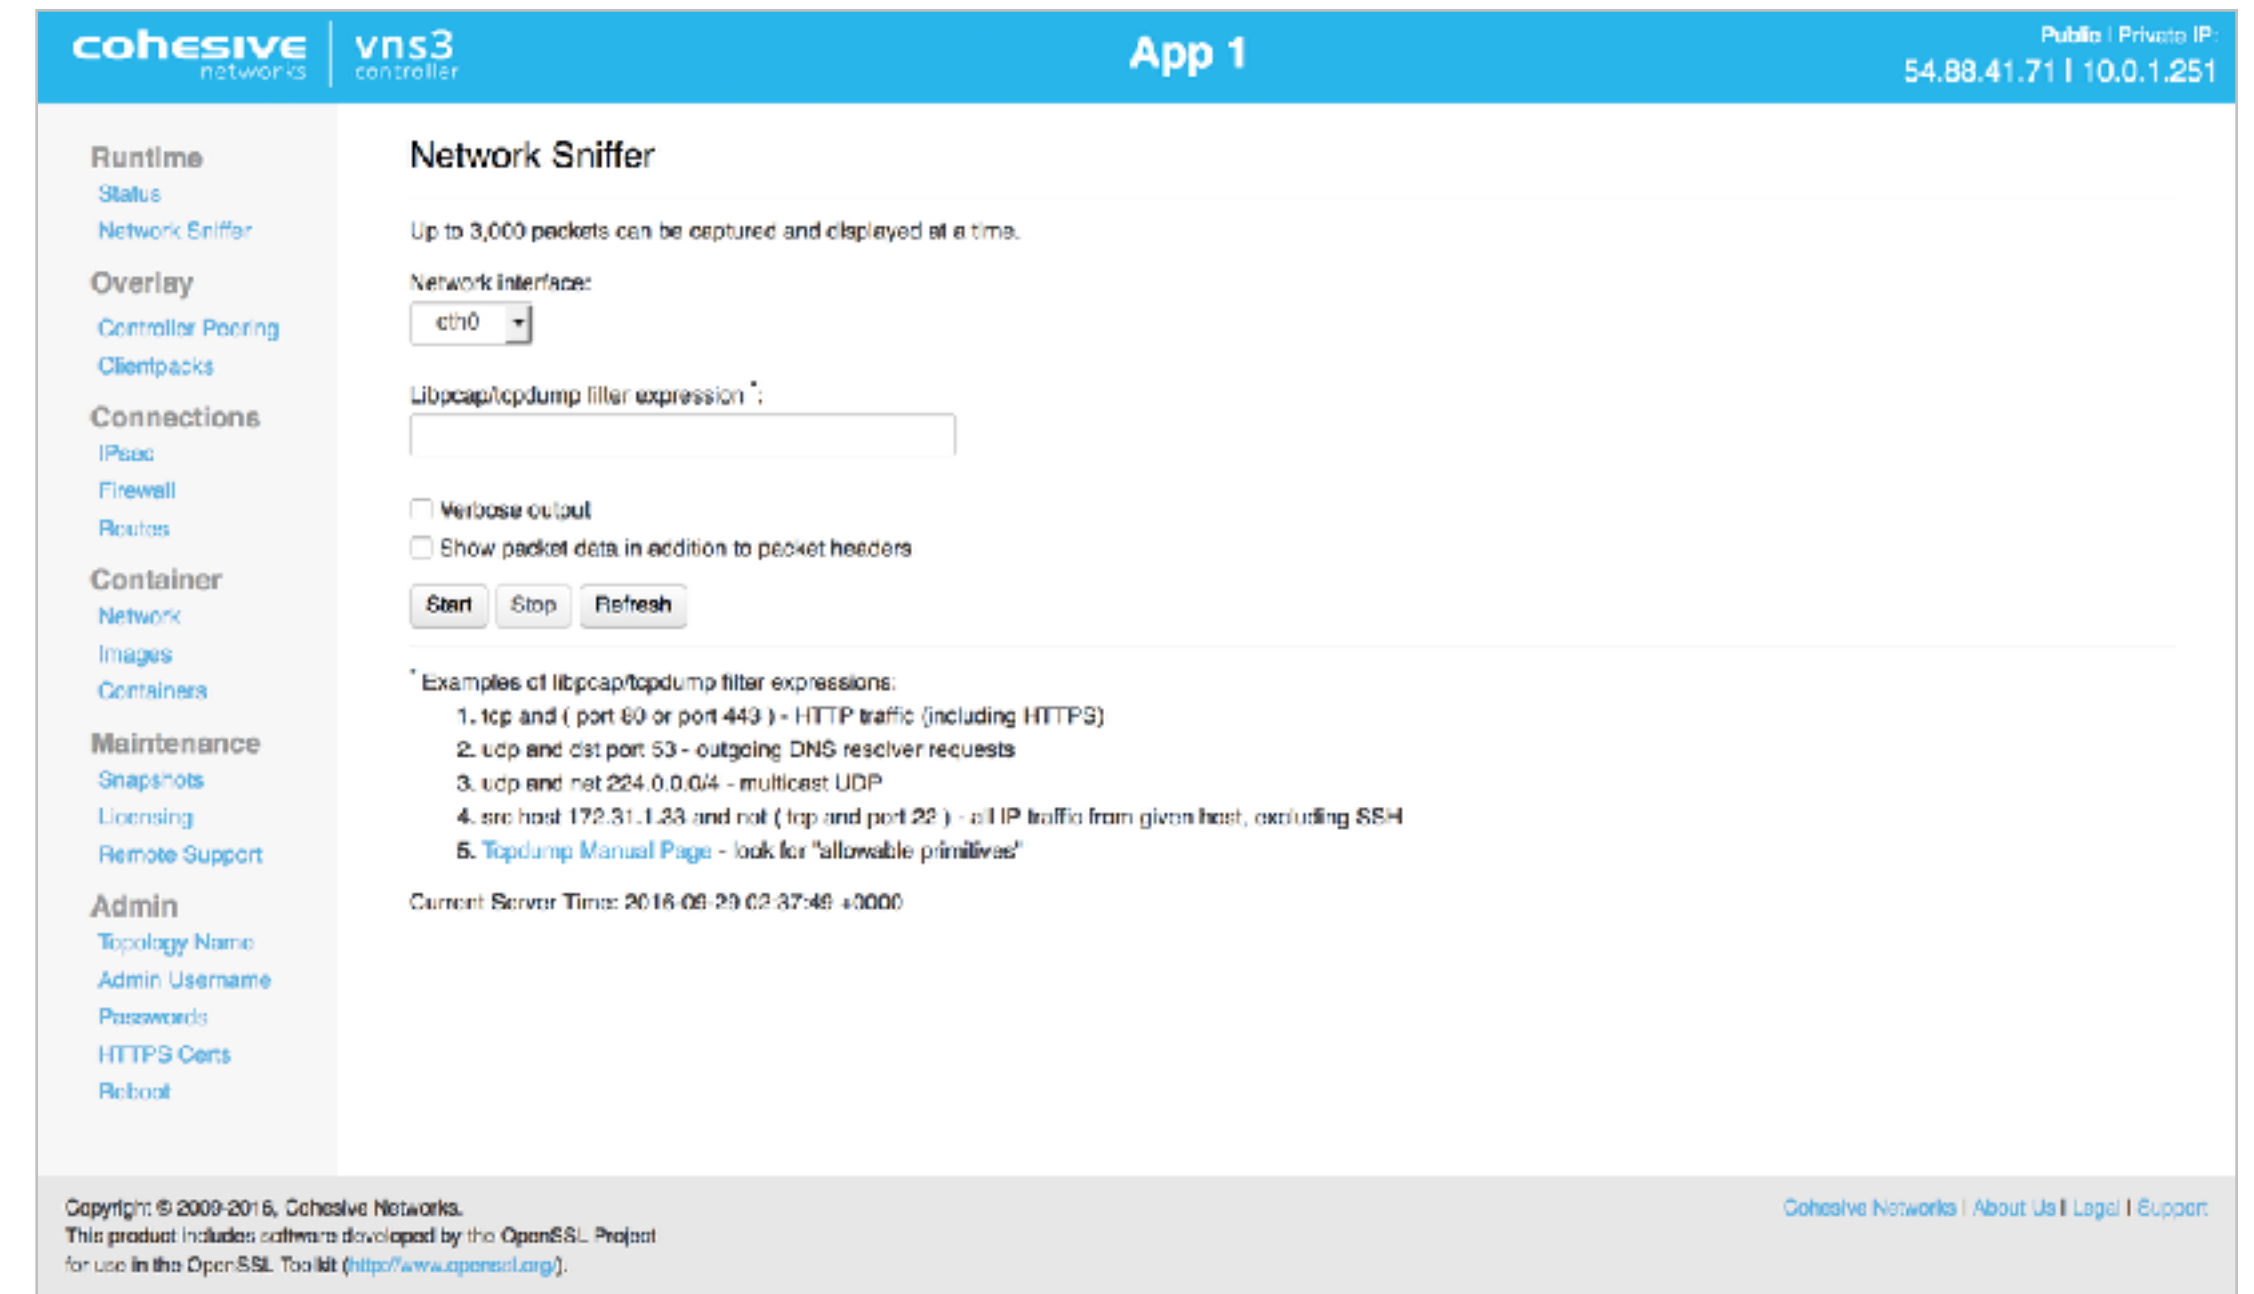 cohesive networks
vns3 controller
App 1
Public | Private IP:
54.88.41.71 | 10.0.1.251
Runtime
Status
Network Sniffer
Overlay
Controller Peering
Clientpacks
Connections
IPsec
Firewall
Routes
Container
Network
Images
Containers
Maintenance
Snapshots
Licensing
Remote Support
Admin
Topology Name
Admin Username
Passwords
HTTPS Certs
Reboot
Network Sniffer
Up to 3,000 packets can be captured and displayed at a time.
Network interface:
eth0
Libpcap/tcpdump filter expression *:
Verbose output
Show packet data in addition to packet headers
Start Stop Refresh
* Examples of libpcap/tcpdump filter expressions:
1. tcp and ( port 80 or port 443 ) - HTTP traffic (including HTTPS)
2. udp and dst port 53 - outgoing DNS resolver requests
3. udp and net 224.0.0.0/4 - multicast UDP
4. src host 172.31.1.33 and not ( tcp and port 22 ) - all IP traffic from given host, excluding SSH
5. Tcpdump Manual Page - look for "allowable primitives"
Current Server Time: 2016-09-29 02:37:49 +0000
Copyright © 2009-2016, Cohesive Networks.
This product includes software developed by the OpenSSL Project
for use in the OpenSSL Toolkit (http://www.openssl.org/).
Cohesive Networks | About Us | Legal | Support